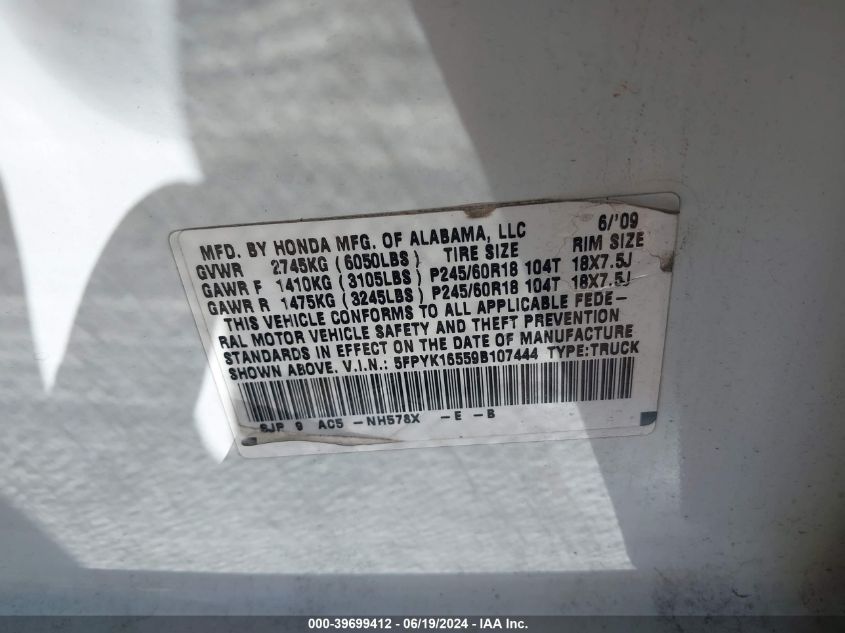 6/'09
MFD. BY HONDA MFG. OF ALABAMA, LLC
GVWR 2745KG (6050LBS) TIRE SIZE RIM SIZE
GAWR F 1410KG (3105LBS) P245/60R18 104T 18X7.5J
GAWR R 1475KG (3245LBS) P245/60R18 104T 18X7.5J
THIS VEHICLE CONFORMS TO ALL APPLICABLE FEDE-
RAL MOTOR VEHICLE SAFETY AND THEFT PREVENTION
STANDARDS IN EFFECT ON THE DATE OF MANUFACTURE
SHOWN ABOVE. V.I.N.: 5FPYK16559B107444 TYPE:TRUCK
SJP 9 AC5 -NH578X -E -B
000-39699412 - 06/19/2024 - IAA Inc.